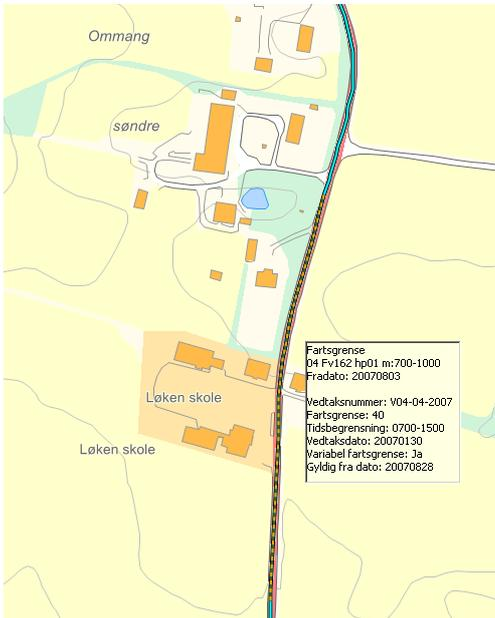 Ommang
søndre
Fartsgrense
04 Fv162 hp01 m:700-1000
Fradato: 20070803
Vedtaksnummer: V04-04-2007
Fartsgrense: 40
Tidsbegrensning: 0700-1500
Vedtaksdato: 20070130
Variabel fartsgrense: Ja
Gyldig fra dato: 20070828
Løken skole
Løken skole